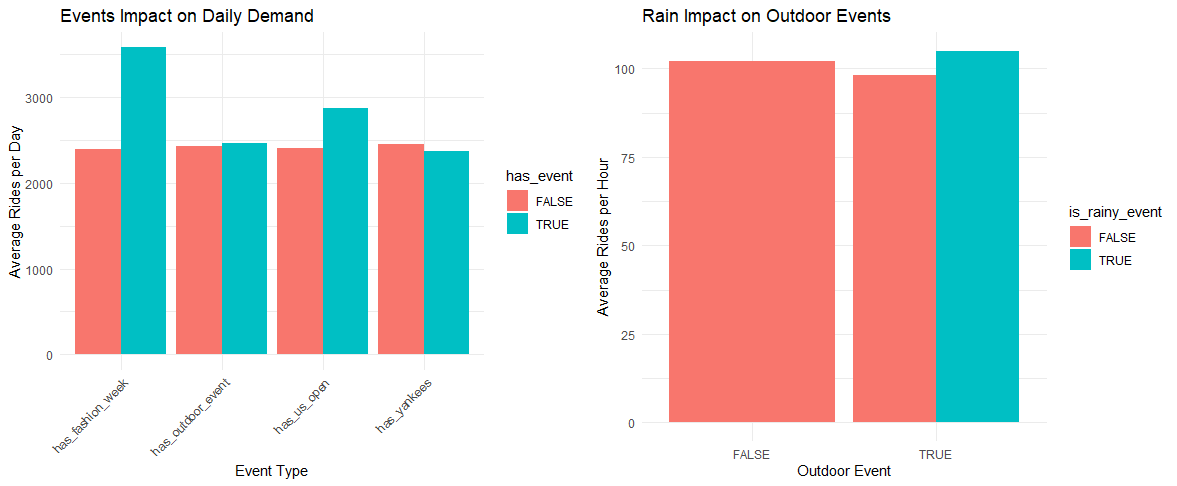 Events Impact on Daily Demand
Average Rides per Day
3000
2000
1000
0
has_fashion_week
has_outdoor_event
has_us_open
has_yankees
Event Type
has_event
FALSE
TRUE
Rain Impact on Outdoor Events
Average Rides per Hour
100
75
50
25
0
FALSE
TRUE
Outdoor Event
is_rainy_event
FALSE
TRUE